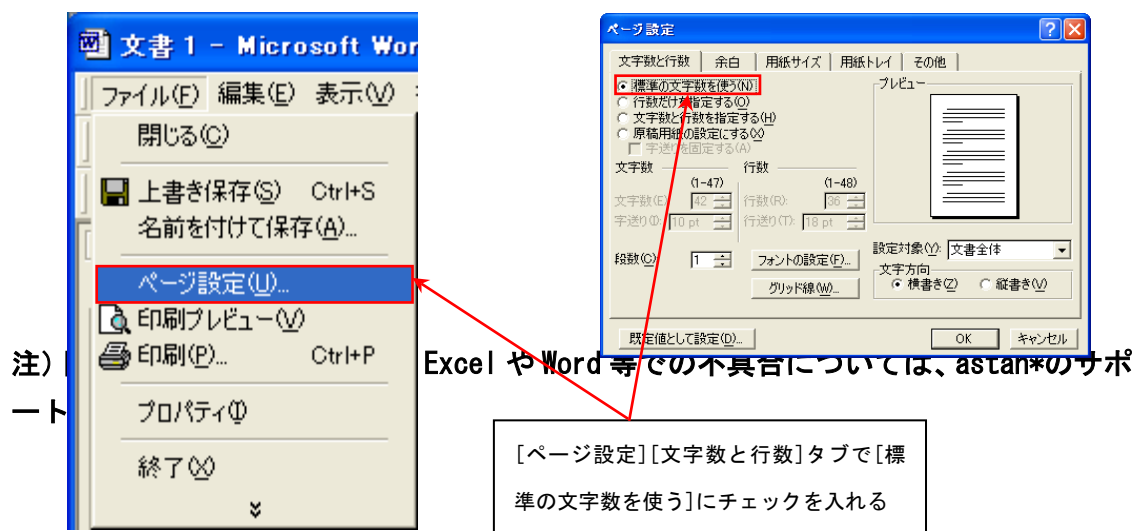 文書 1 - Microsoft Wor
ファイル(F) 編集(E) 表示(V)
閉じる(C)
上書き保存(S) Ctrl+S
名前を付けて保存(A)...
ページ設定(U)...
印刷プレビュー(V)
印刷(P)... Ctrl+P
プロパティ(I)
終了(X)
ページ設定
文字数と行数 余白 用紙サイズ 用紙トレイ その他
標準の文字数を使う(N)
行数だけを指定する(O)
文字数と行数を指定する(H)
原稿用紙の設定にする(X)
字送りを固定する(A)
プレビュー
文字数 行数
(1-47) (1-48)
文字数(E): 42 行数(R): 36
字送り(I): 10 pt 行送り(T): 18 pt
段数(C): 1 フォントの設定(F)...
グリッド線(W)...
設定対象(Y): 文書全体
文字方向
横書き(Z) 縦書き(V)
既定値として設定(D)... OK キャンセル
注) Excel や Word 等での不具合については、astan*のサポ
ート
[ページ設定][文字数と行数]タブで[標
準の文字数を使う]にチェックを入れる